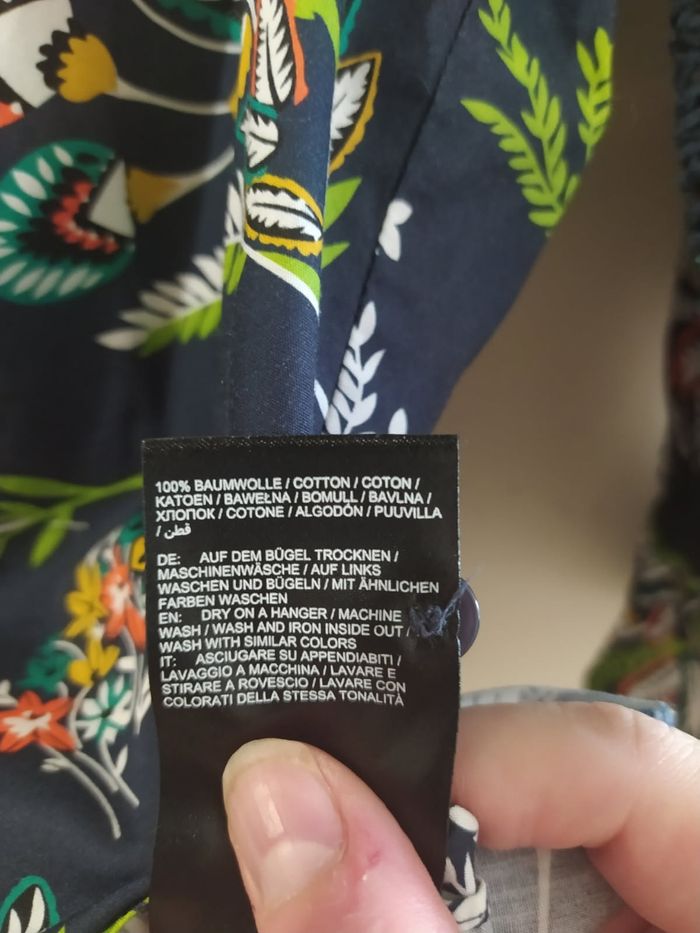 100% BAUMWOLLE / COTTON / COTON /
KATOEN / BAWEŁNA / BOMULL / BAVLNA /
ХЛОПОК / COTONE / ALGODÓN / PUUVILLA
/ قطن
DE: AUF DEM BÜGEL TROCKNEN /
MASCHINENWÄSCHE / AUF LINKS
WASCHEN UND BÜGELN / MIT ÄHNLICHEN
FARBEN WASCHEN
EN: DRY ON A HANGER / MACHINE
WASH / WASH AND IRON INSIDE OUT /
WASH WITH SIMILAR COLORS
IT: ASCIUGARE SU APPENDIABITI /
LAVAGGIO A MACCHINA / LAVARE E
STIRARE A ROVESCIO / LAVARE CON
COLORATI DELLA STESSA TONALITÀ